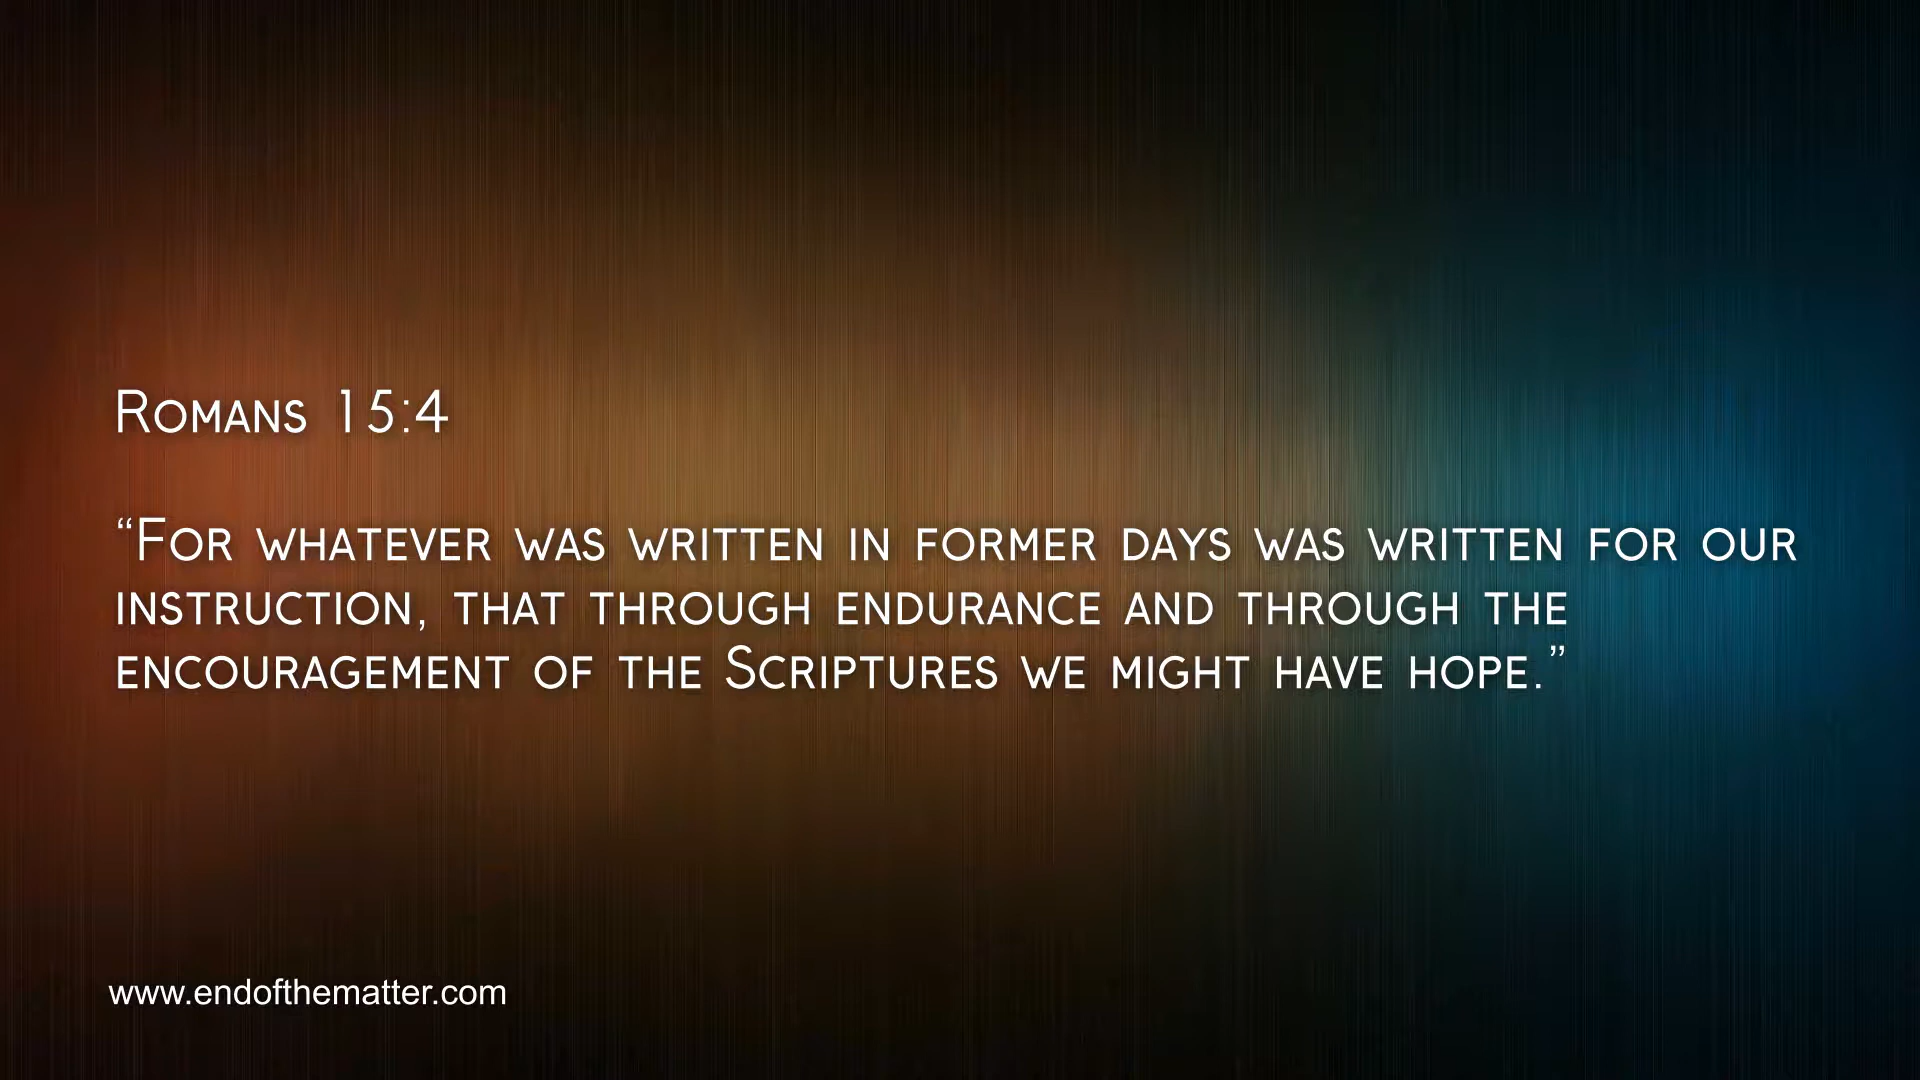 Romans 15:4
“For whatever was written in former days was written for our
instruction, that through endurance and through the
encouragement of the Scriptures we might have hope.”
www.endofthematter.com